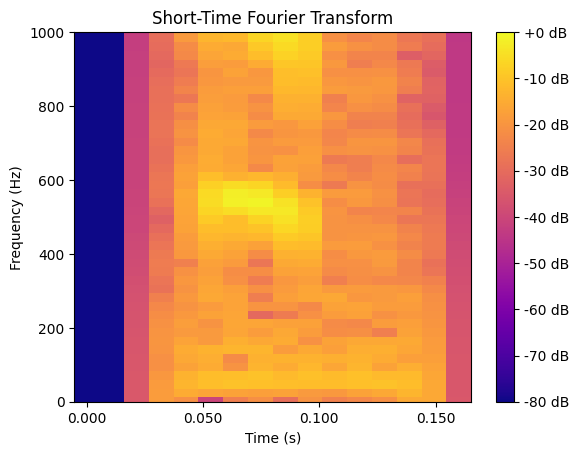 Short-Time Fourier Transform
Frequency (Hz)
1000
800
600
400
200
0
0.000
0.050
0.100
0.150
Time (s)
+0 dB
-10 dB
-20 dB
-30 dB
-40 dB
-50 dB
-60 dB
-70 dB
-80 dB